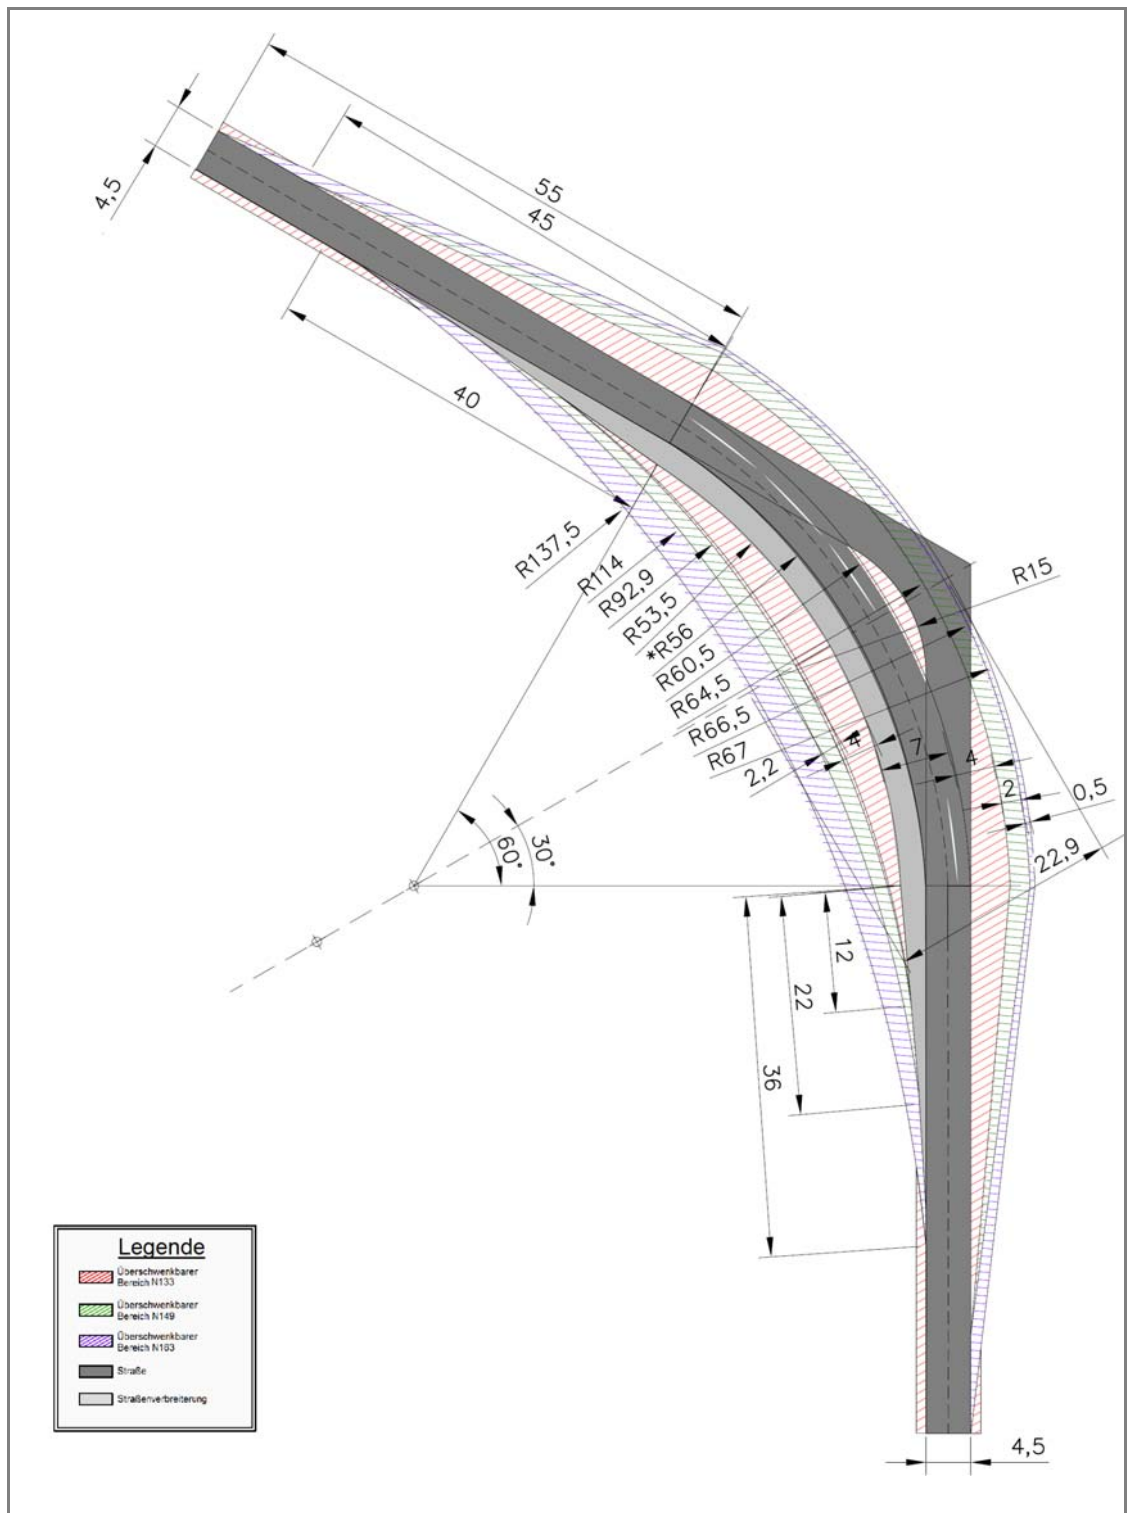 55
45
4,5
40
R137,5
R114
R92,9
R53,5
*R56
R60,5
R64,5
R66,5
R67
R15
2,2
4
7
4
2
0,5
22,9
60°
30°
12
22
36
4,5
Legende
Überschwenkbarer
Bereich N133
Überschwenkbarer
Bereich N149
Überschwenkbarer
Bereich N163
Straße
Straßenverbreiterung